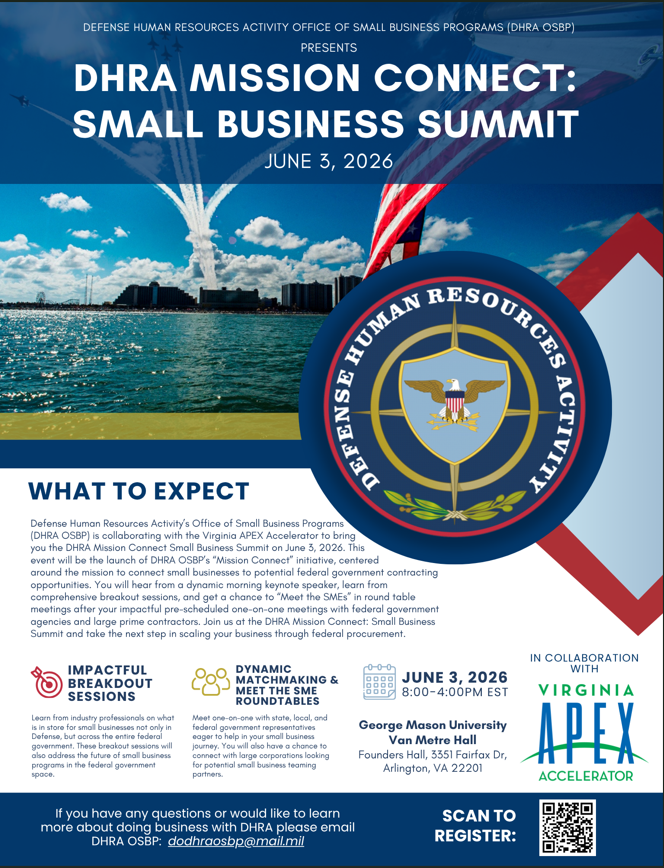 DEFENSE HUMAN RESOURCES ACTIVITY OFFICE OF SMALL BUSINESS PROGRAMS (DHRA OSBP)
PRESENTS
DHRA MISSION CONNECT:
SMALL BUSINESS SUMMIT
JUNE 3, 2026
DEFENSE HUMAN RESOURCES ACTIVITY
WHAT TO EXPECT
Defense Human Resources Activity's Office of Small Business Programs
(DHRA OSBP) is collaborating with the Virginia APEX Accelerator to bring
you the DHRA Mission Connect Small Business Summit on June 3, 2026. This
event will be the launch of DHRA OSBP's "Mission Connect" initiative, centered
around the mission to connect small businesses to potential federal government contracting
opportunities. You will hear from a dynamic morning keynote speaker, learn from
comprehensive breakout sessions, and get a chance to "Meet the SMEs" in round table
meetings after your impactful pre-scheduled one-on-one meetings with federal government
agencies and large prime contractors. Join us at the DHRA Mission Connect: Small Business
Summit and take the next step in scaling your business through federal procurement.
IMPACTFUL
BREAKOUT
SESSIONS
Learn from industry professionals on what
is in store for small businesses not only in
Defense, but across the entire federal
government. These breakout sessions will
also address the future of small business
programs in the federal government
space.
DYNAMIC
MATCHMAKING &
MEET THE SME
ROUNDTABLES
Meet one-on-one with state, local, and
federal government representatives
eager to help in your small business
journey. You will also have a chance to
connect with large corporations looking
for potential small business teaming
partners.
JUNE 3, 2026
8:00-4:00PM EST
George Mason University
Van Metre Hall
Founders Hall, 3351 Fairfax Dr,
Arlington, VA 22201
IN COLLABORATION
WITH
VIRGINIA
APEX
ACCELERATOR
If you have any questions or would like to learn
more about doing business with DHRA please email
DHRA OSBP: dodhraosbp@mail.mil
SCAN TO
REGISTER: